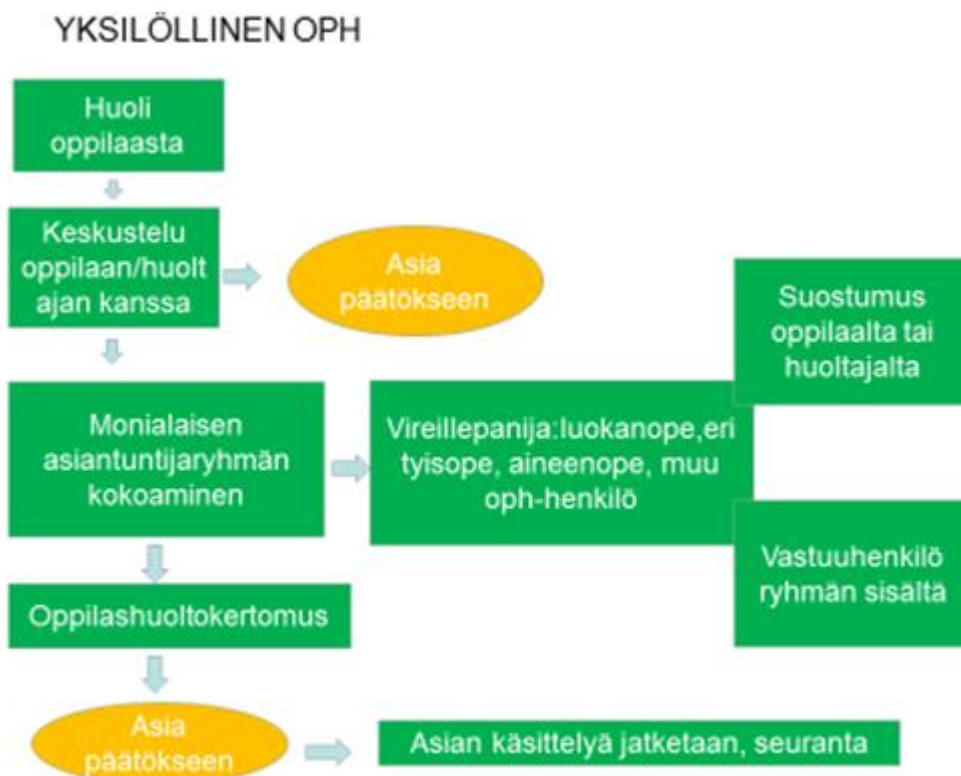 YKSILÖLLINEN OPH
Huoli
oppilaasta
Keskustelu
oppilaan/huolt
ajan kanssa
Asia
päätökseen
Suostumus
oppilaalta tai
huoltajalta
Monialaisen
asiantuntijaryhmän
kokoaminen
Vireillepanija:luokanope,eri
tyisope, aineenope, muu
oph-henkilö
Vastuuhenkilö
ryhmän sisältä
Oppilashuoltokertomus
Asia
päätökseen
Asian käsittelyä jatketaan, seuranta